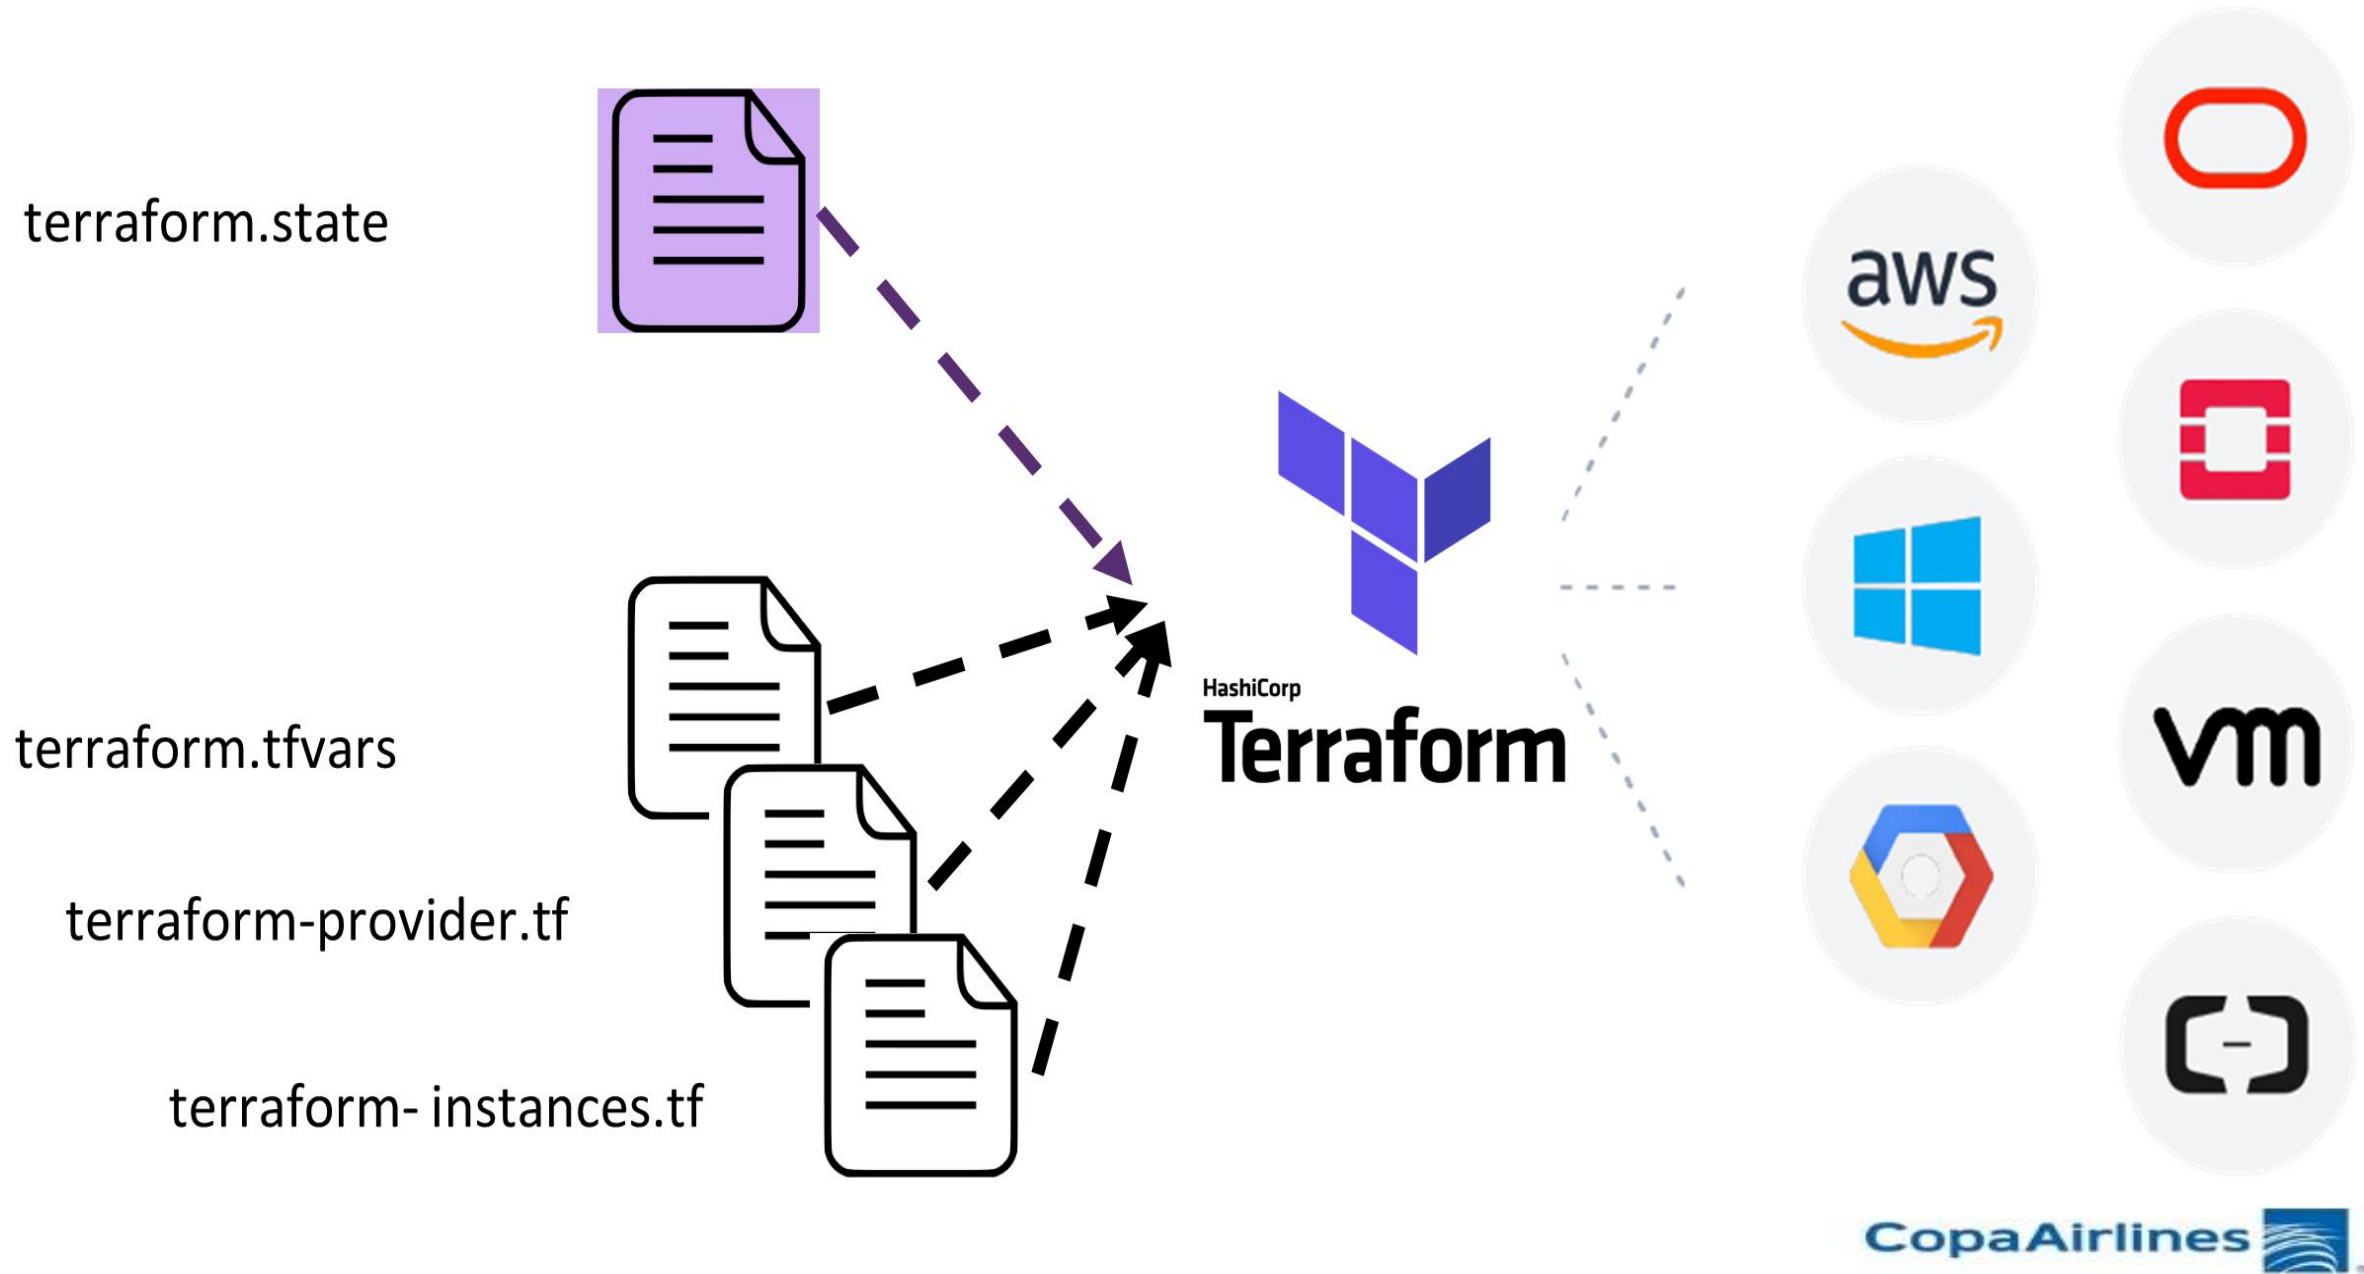 terraform.state
aws
HashiCorp
Terraform
terraform.tfvars
vm
terraform-provider.tf
terraform- instances.tf
CopaAirlines